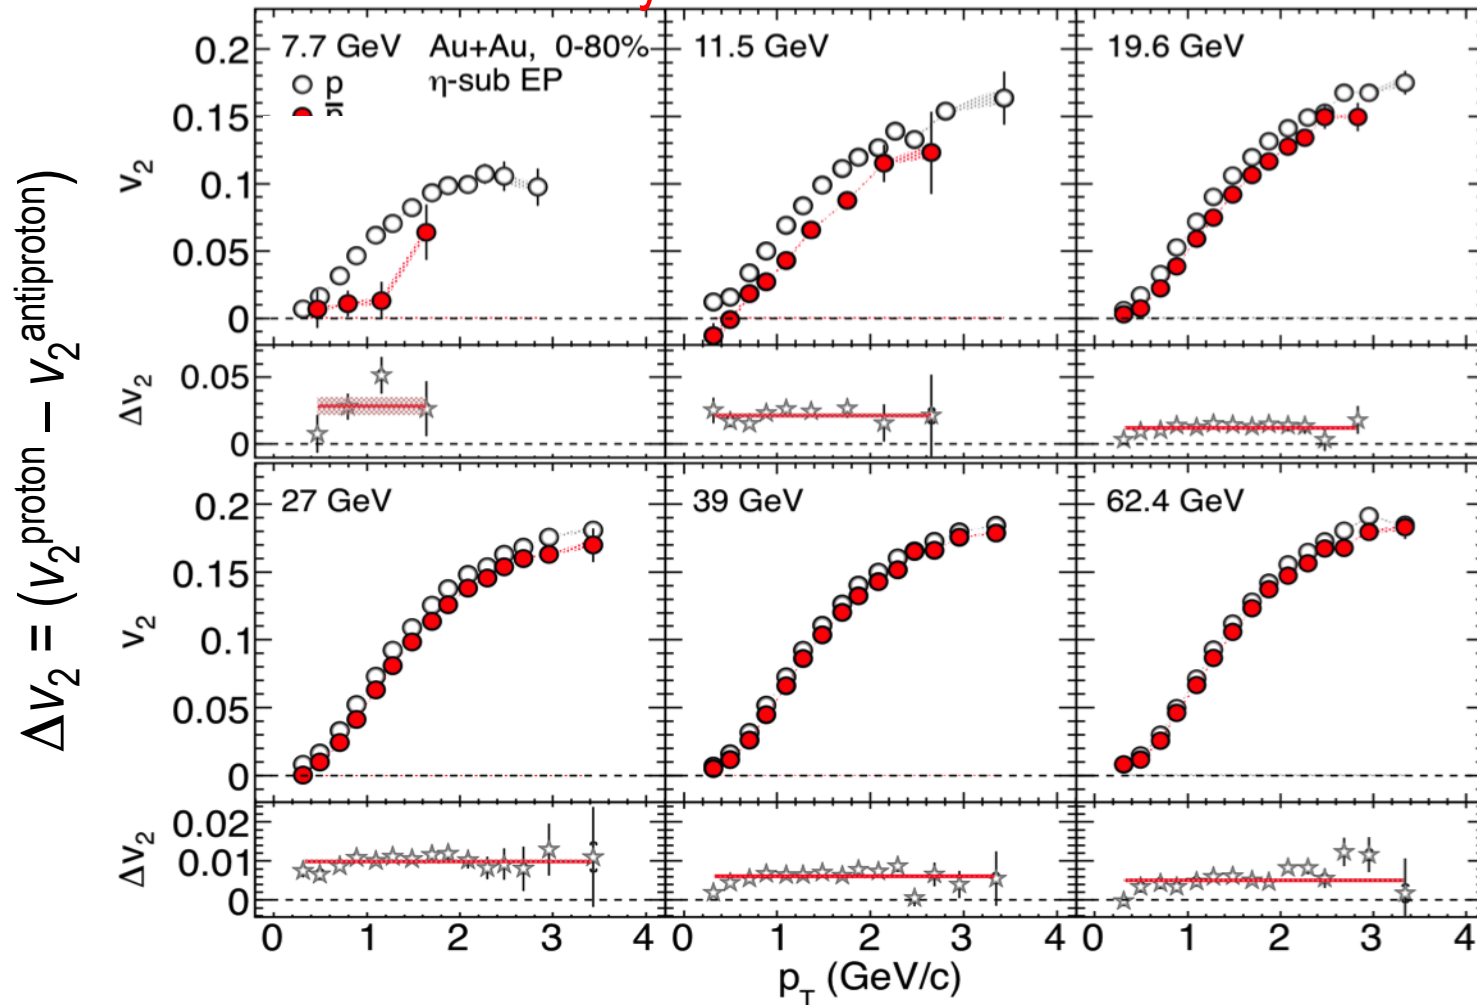 7.7 GeV Au+Au, 0-80%
p
η-sub EP
11.5 GeV
19.6 GeV
0.2
0.15
0.1
0.05
0
v2
0.05
0
Δv2
27 GeV
39 GeV
62.4 GeV
0.2
0.15
0.1
0.05
0
v2
0.02
0.01
0
Δv2
0 1 2 3 4 0 1 2 3 4 0 1 2 3 4
pT (GeV/c)
Δv2 = (v2proton – v2antiproton)